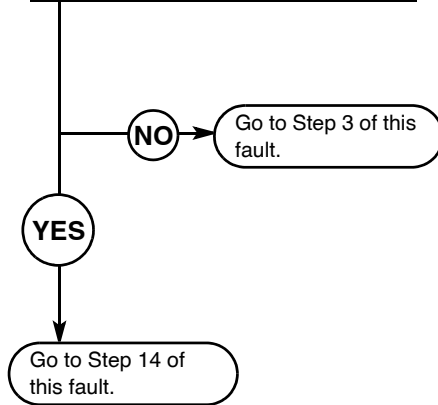 NO
Go to Step 3 of this
fault.
YES
Go to Step 14 of
this fault.